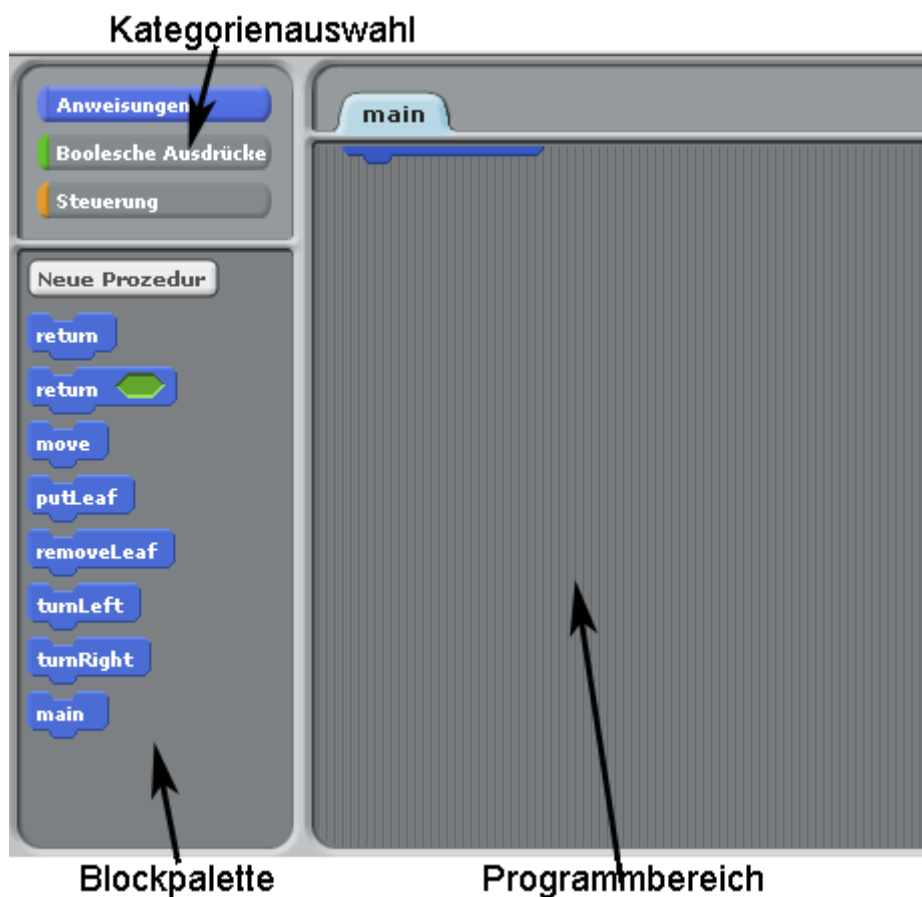 Kategorienauswahl
Anweisungen
Boolesche Ausdrücke
Steuerung
main
Neue Prozedur
return
return
move
putLeaf
removeLeaf
turnLeft
turnRight
main
Blockpalette
Programmbereich